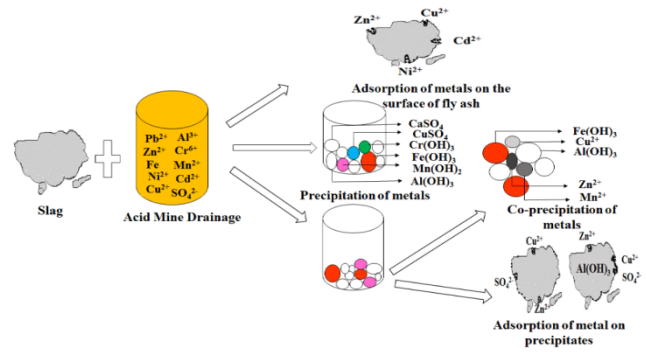 Zn²⁺
Cu²⁺
Cd²⁺
Ni²⁺
Adsorption of metals on the
surface of fly ash
Slag
Pb²⁺ Al³⁺
Zn²⁺ Cr⁶⁺
Fe Mn²⁺
Ni²⁺ Cd²⁺
Cu²⁺ SO₄²⁻
Acid Mine Drainage
CaSO₄
CuSO₄
Cr(OH)₃
Fe(OH)₃
Mn(OH)₂
Al(OH)₃
Precipitation of metals
Fe(OH)₃
Cu²⁺
Al(OH)₃
Zn²⁺
Mn²⁺
Co-precipitation of
metals
Cu²⁺
SO₄²⁻
Zn²⁺
Zn²⁺
Al(OH)₃
Cu²⁺
SO₄²⁻
Adsorption of metal on
precipitates